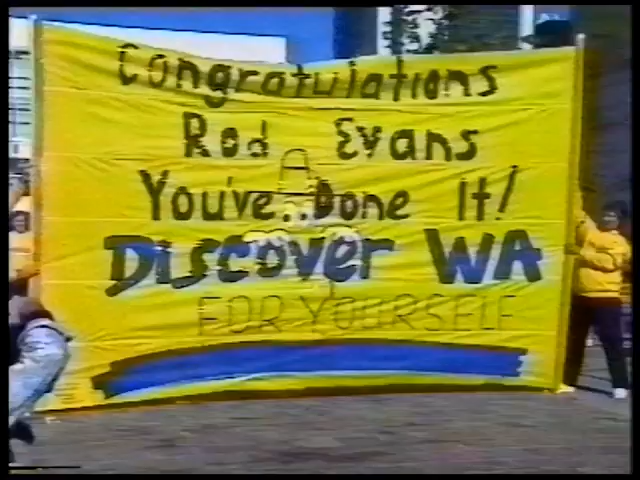 Congratulations
Rod Evans
You've Done It!
Discover WA
FOR YOURSELF